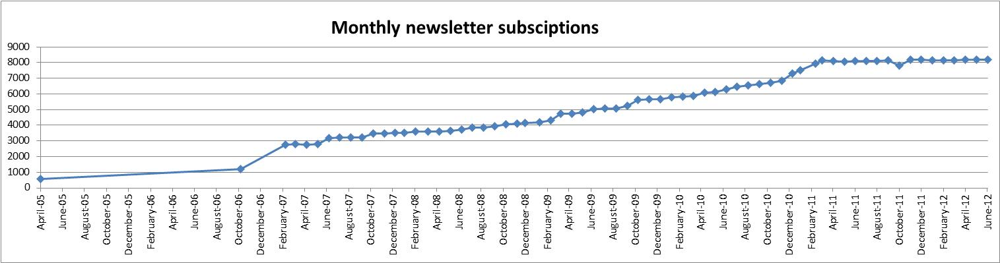 Monthly newsletter subsciptions
9000
8000
7000
6000
5000
4000
3000
2000
1000
0
April-05
June-05
August-05
October-05
December-05
February-06
April-06
June-06
August-06
October-06
December-06
February-07
April-07
June-07
August-07
October-07
December-07
February-08
April-08
June-08
August-08
October-08
December-08
February-09
April-09
June-09
August-09
October-09
December-09
February-10
April-10
June-10
August-10
October-10
December-10
February-11
April-11
June-11
August-11
October-11
December-11
February-12
April-12
June-12